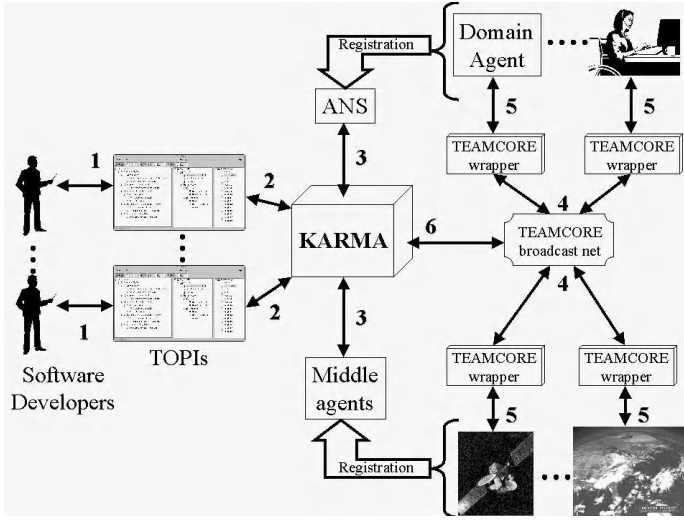 Registration
Domain
Agent
ANS
5
5
TEAMCORE
wrapper
TEAMCORE
wrapper
1
2
3
4
KARMA
6
TEAMCORE
broadcast net
4
1
2
3
TOPIs
Software
Developers
Middle
agents
TEAMCORE
wrapper
TEAMCORE
wrapper
5
5
Registration